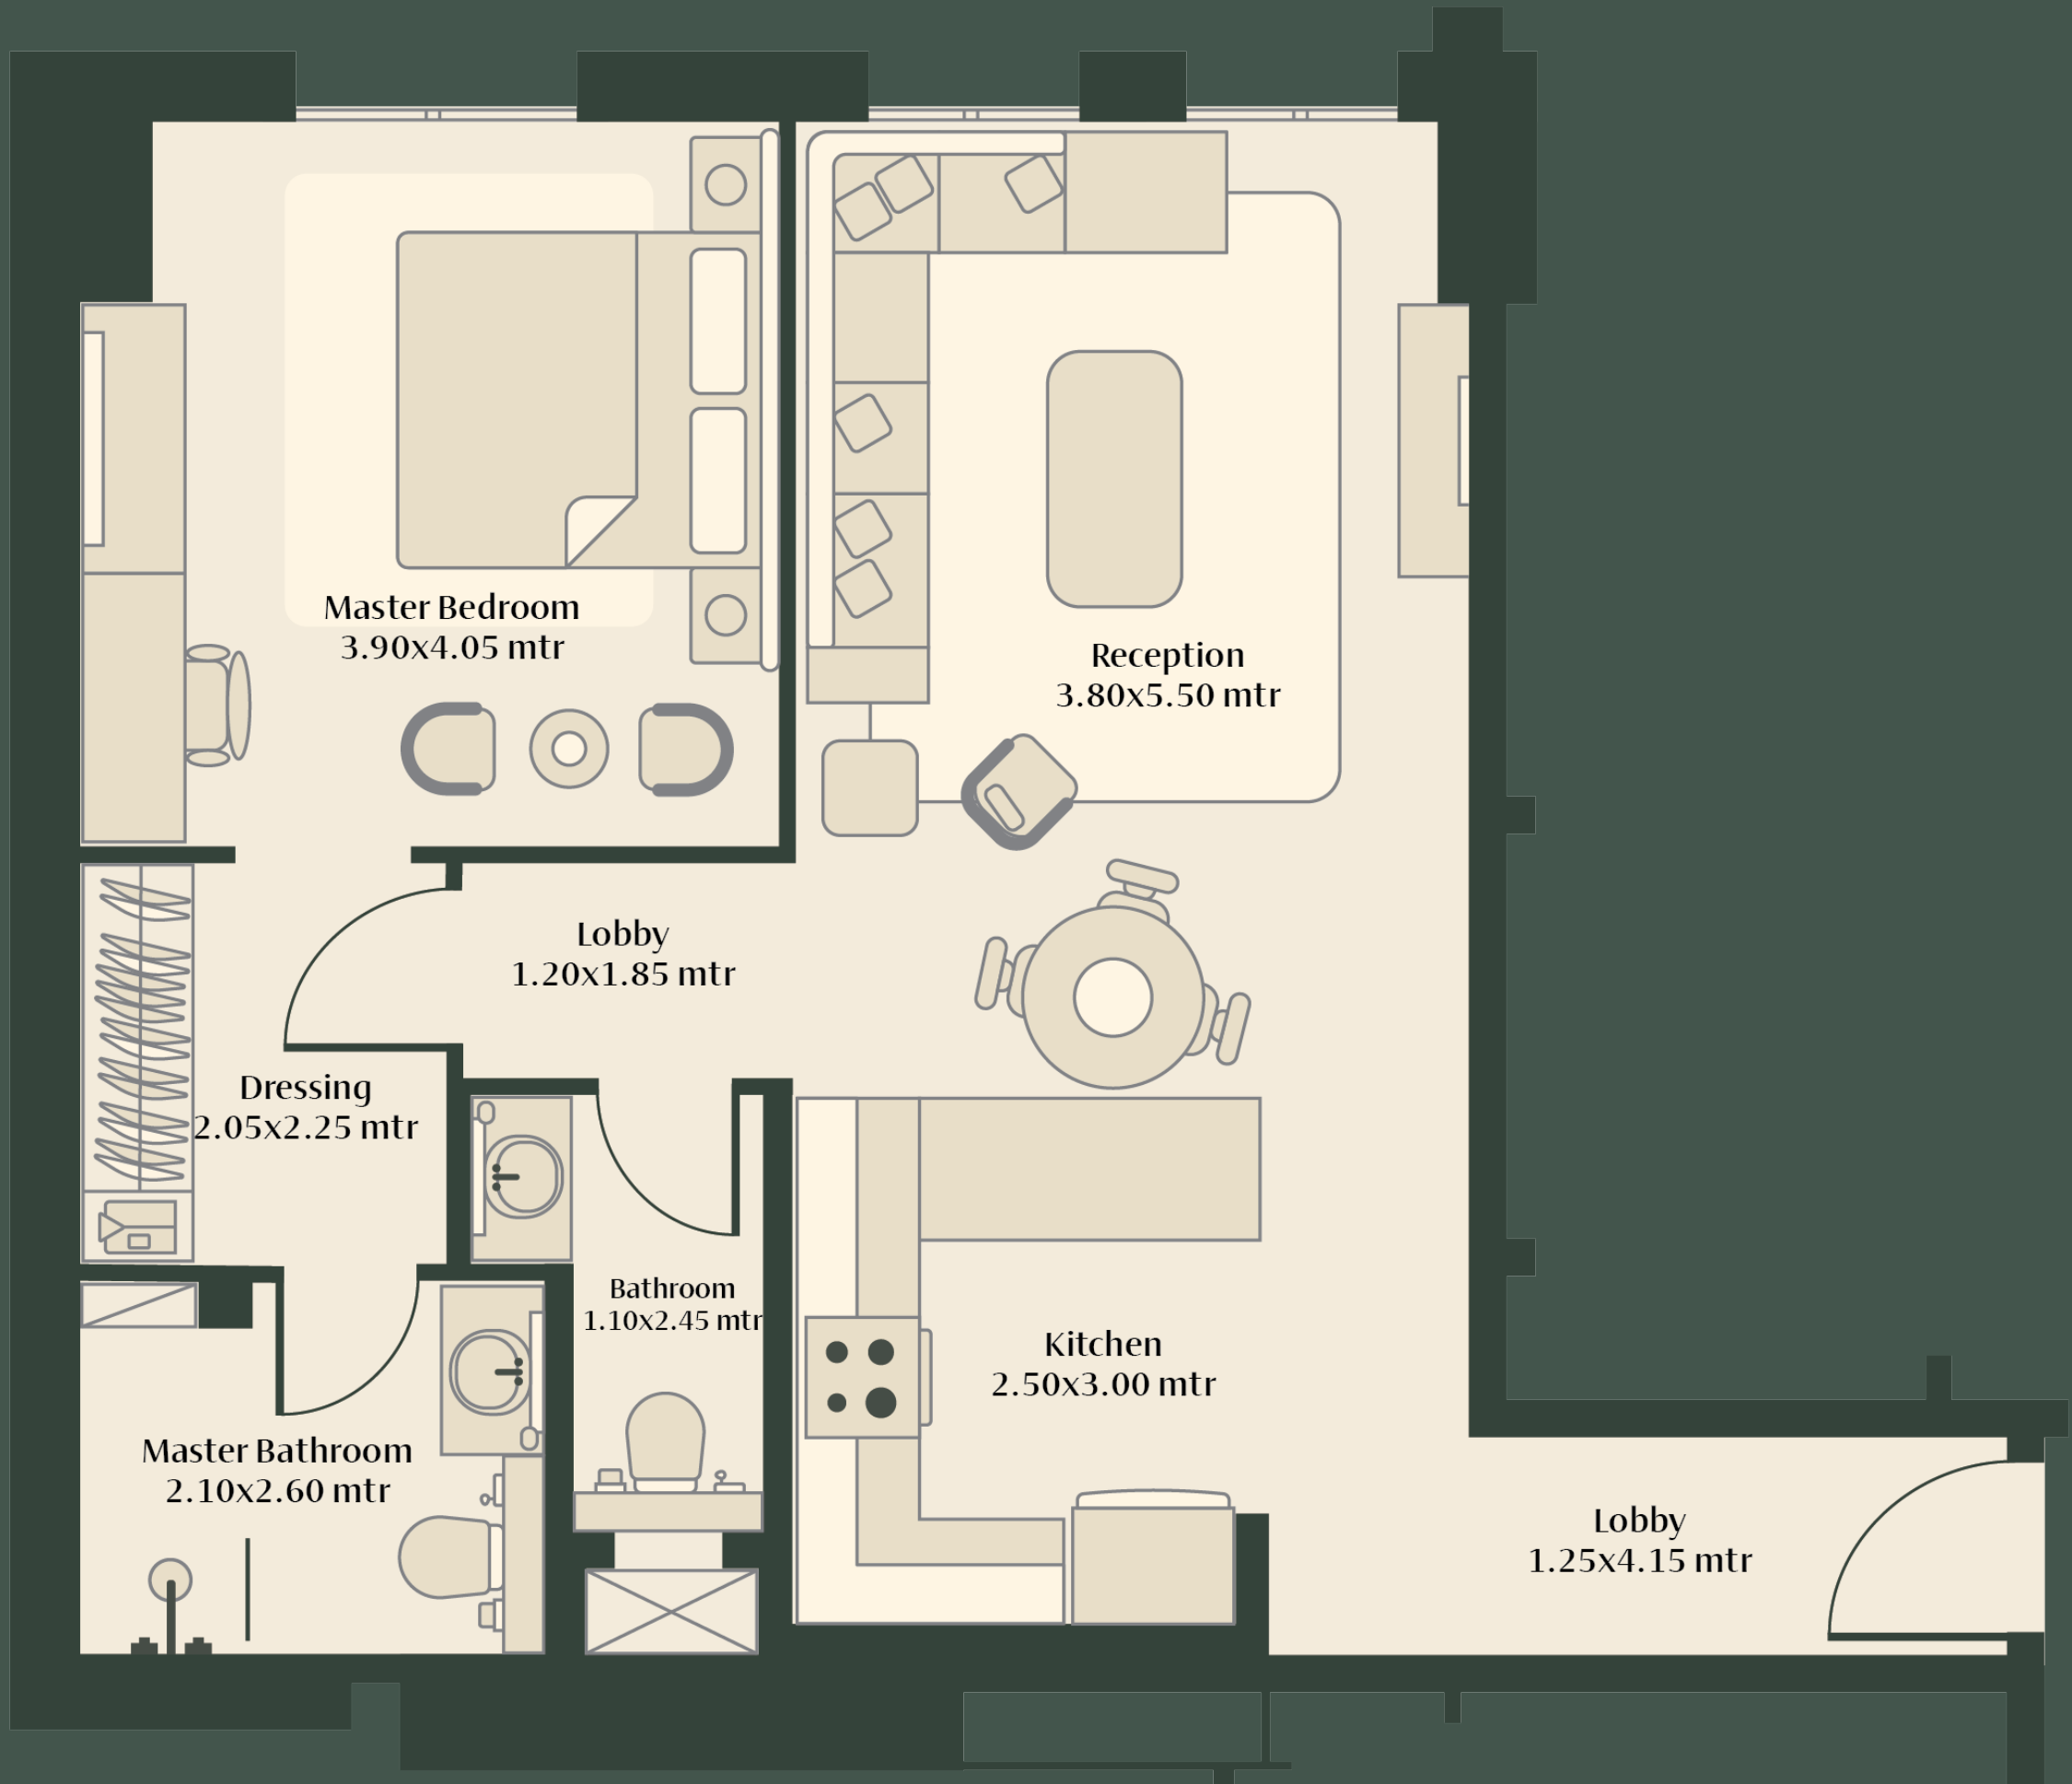 Master Bedroom
3.90x4.05 mtr
Reception
3.80x5.50 mtr
Lobby
1.20x1.85 mtr
Dressing
2.05x2.25 mtr
Bathroom
1.10x2.45 mtr
Kitchen
2.50x3.00 mtr
Master Bathroom
2.10x2.60 mtr
Lobby
1.25x4.15 mtr